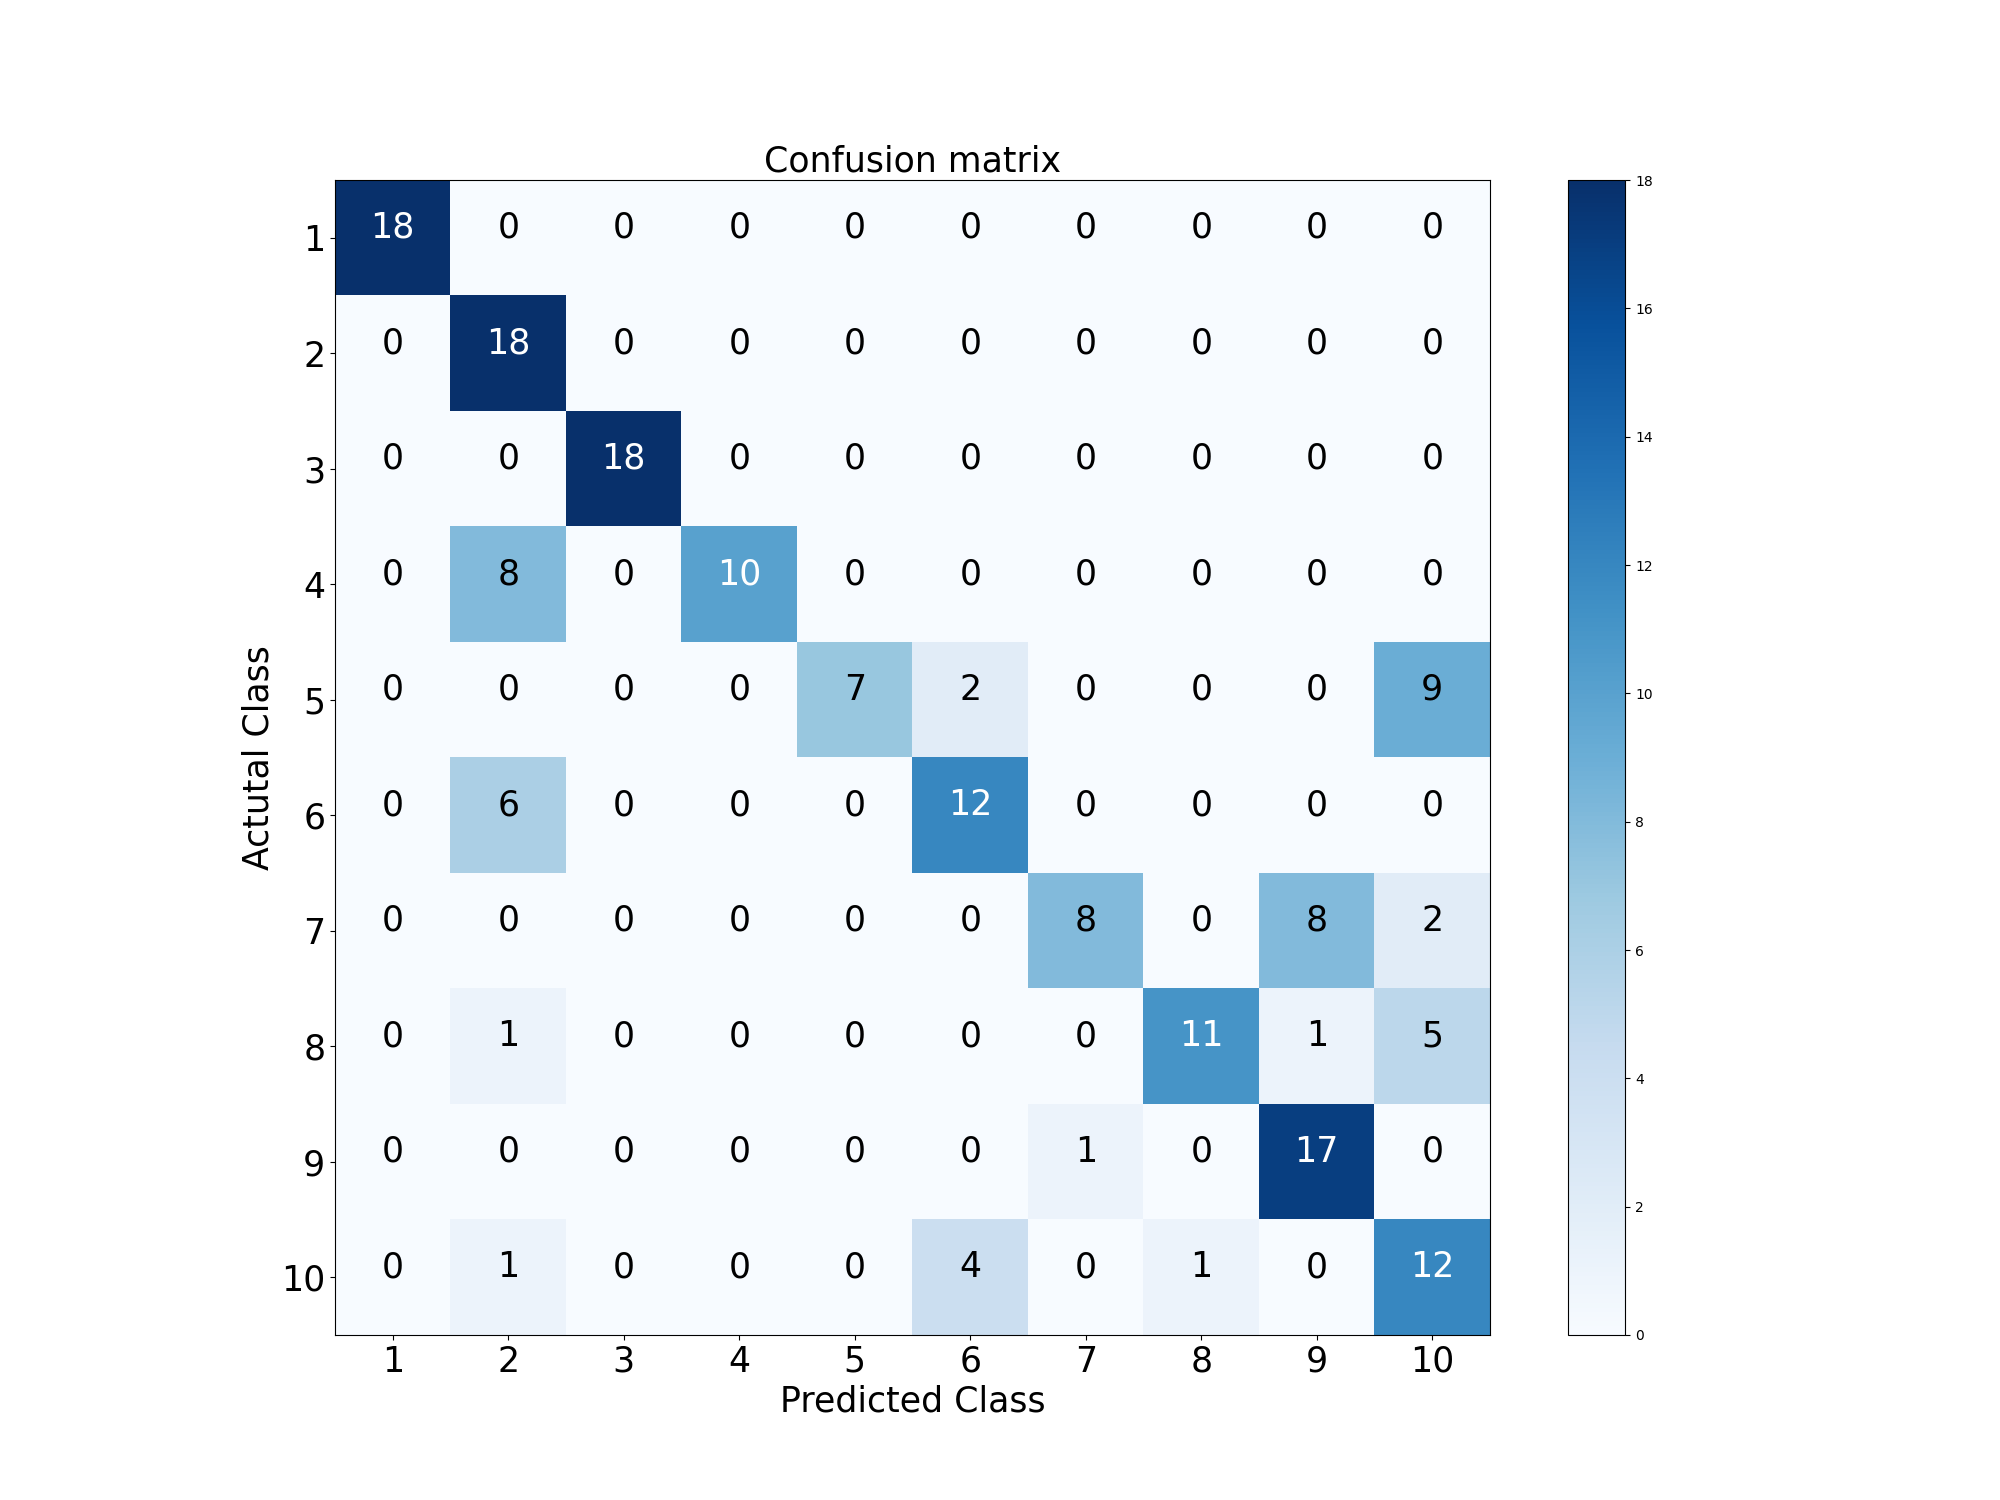 Confusion matrix
1 18 0 0 0 0 0 0 0 0 0
2 0 18 0 0 0 0 0 0 0 0
3 0 0 18 0 0 0 0 0 0 0
4 0 8 0 10 0 0 0 0 0 0
5 0 0 0 0 7 2 0 0 0 9
6 0 6 0 0 0 12 0 0 0 0
7 0 0 0 0 0 0 8 0 8 2
8 0 1 0 0 0 0 0 11 1 5
9 0 0 0 0 0 0 1 0 17 0
10 0 1 0 0 0 4 0 1 0 12
1 2 3 4 5 6 7 8 9 10
Predicted Class
Actutal Class
18
16
14
12
10
8
6
4
2
0